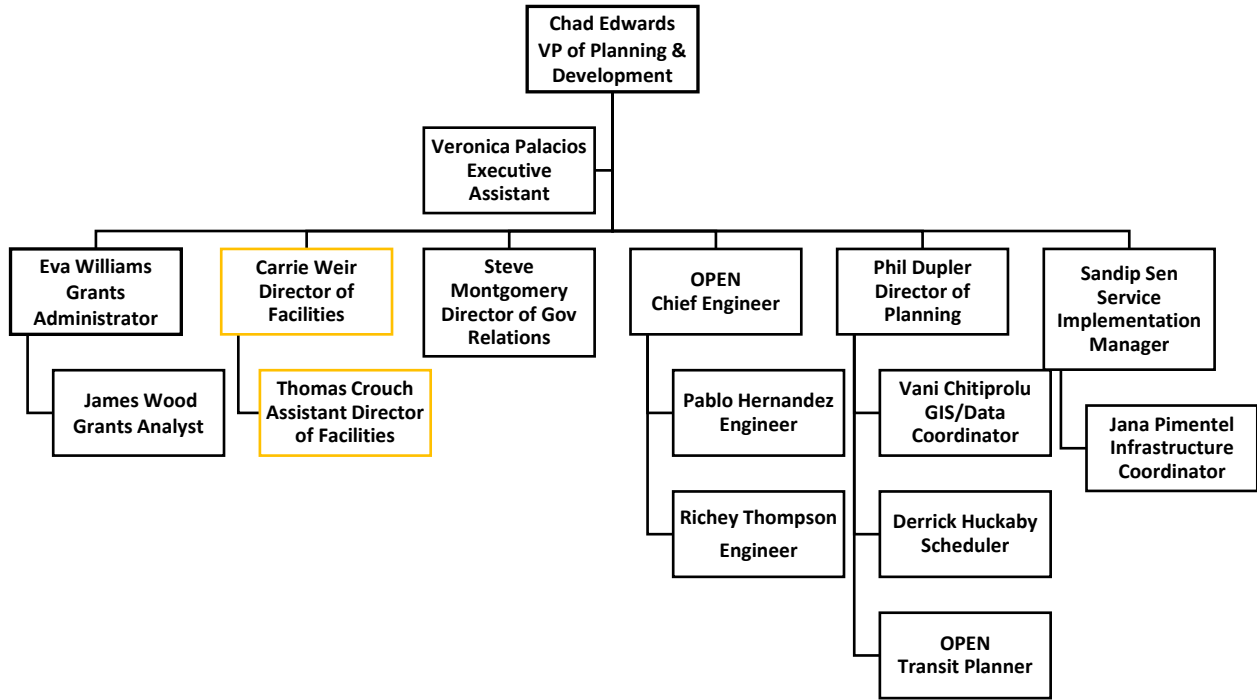 Chad Edwards
VP of Planning &
Development
Veronica Palacios
Executive
Assistant
Eva Williams
Grants
Administrator
Carrie Weir
Director of
Facilities
Steve
Montgomery
Director of Gov
Relations
OPEN
Chief Engineer
Phil Dupler
Director of
Planning
Sandip Sen
Service
Implementation
Manager
James Wood
Grants Analyst
Thomas Crouch
Assistant Director
of Facilities
Pablo Hernandez
Engineer
Vani Chitiprolu
GIS/Data
Coordinator
Jana Pimentel
Infrastructure
Coordinator
Richey Thompson
Engineer
Derrick Huckaby
Scheduler
OPEN
Transit Planner